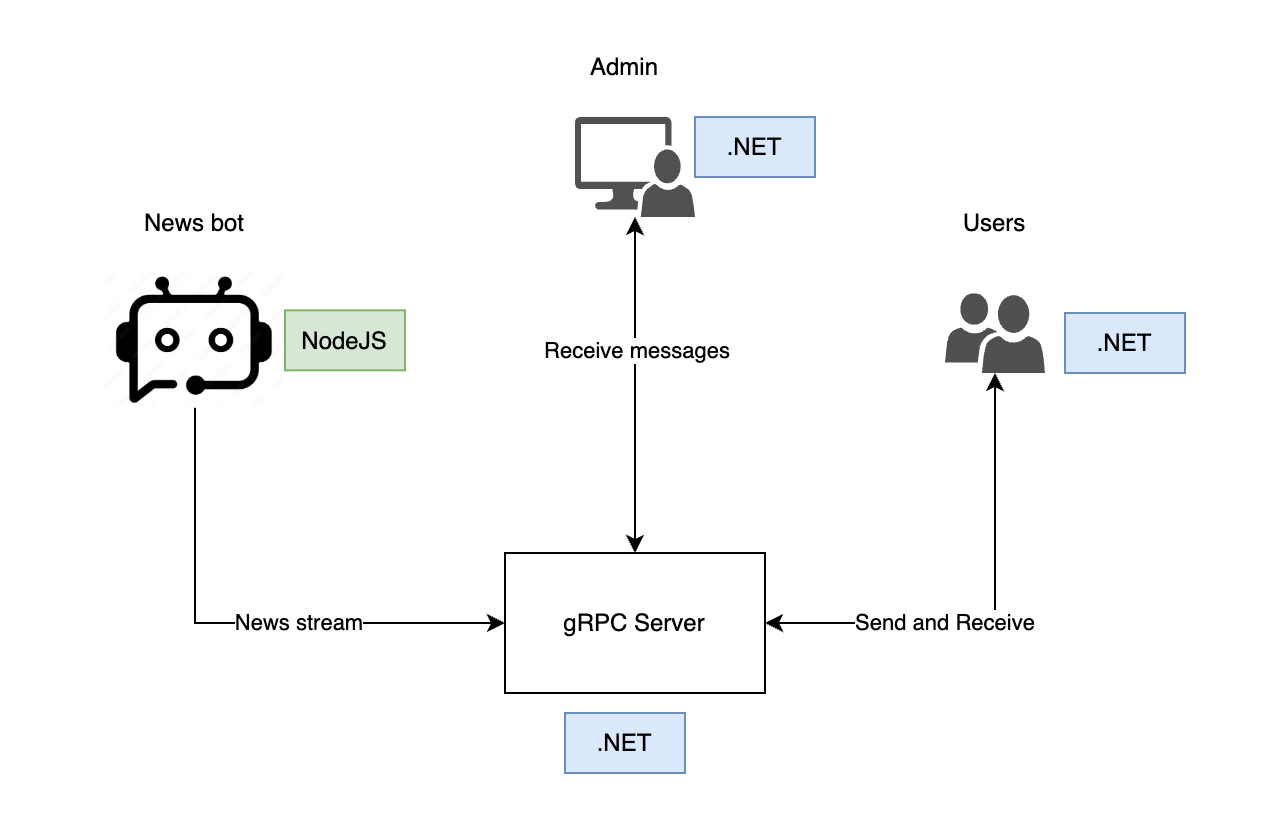 Admin
.NET
News bot
Users
NodeJS
.NET
Receive messages
News stream
gRPC Server
Send and Receive
.NET